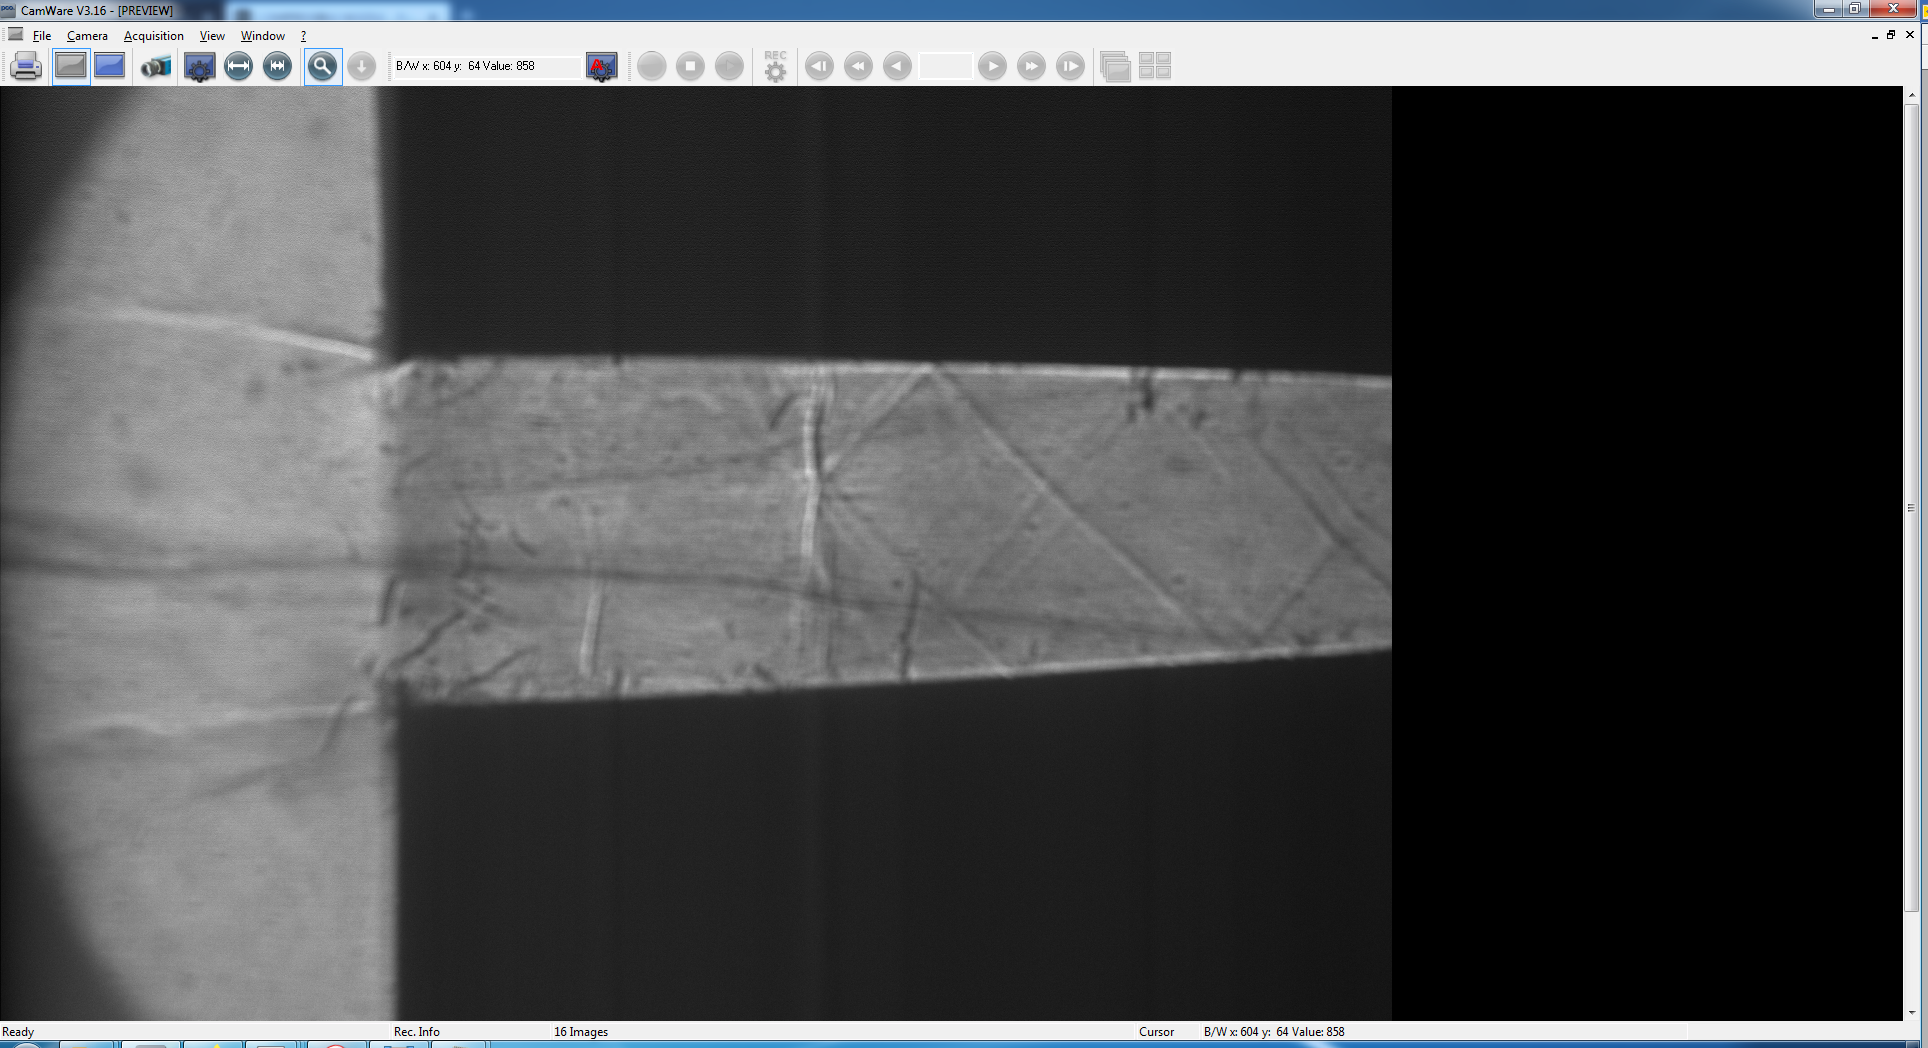 CamWare V3.16 - [PREVIEW]
File Camera Acquisition View Window ?
B/W x: 604 y: 64 Value: 858
REC
Ready Rec. Info 16 Images Cursor B/W x: 604 y: 64 Value: 858